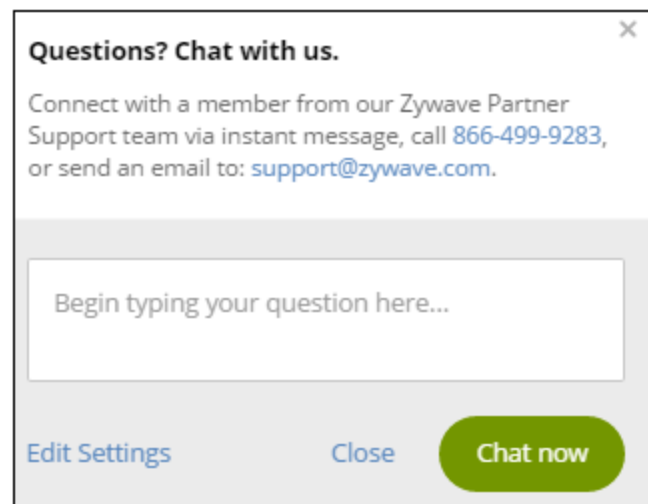 Questions? Chat with us.
Connect with a member from our Zywave Partner
Support team via instant message, call 866-499-9283,
or send an email to: support@zywave.com.
Begin typing your question here...
Edit Settings
Close
Chat now